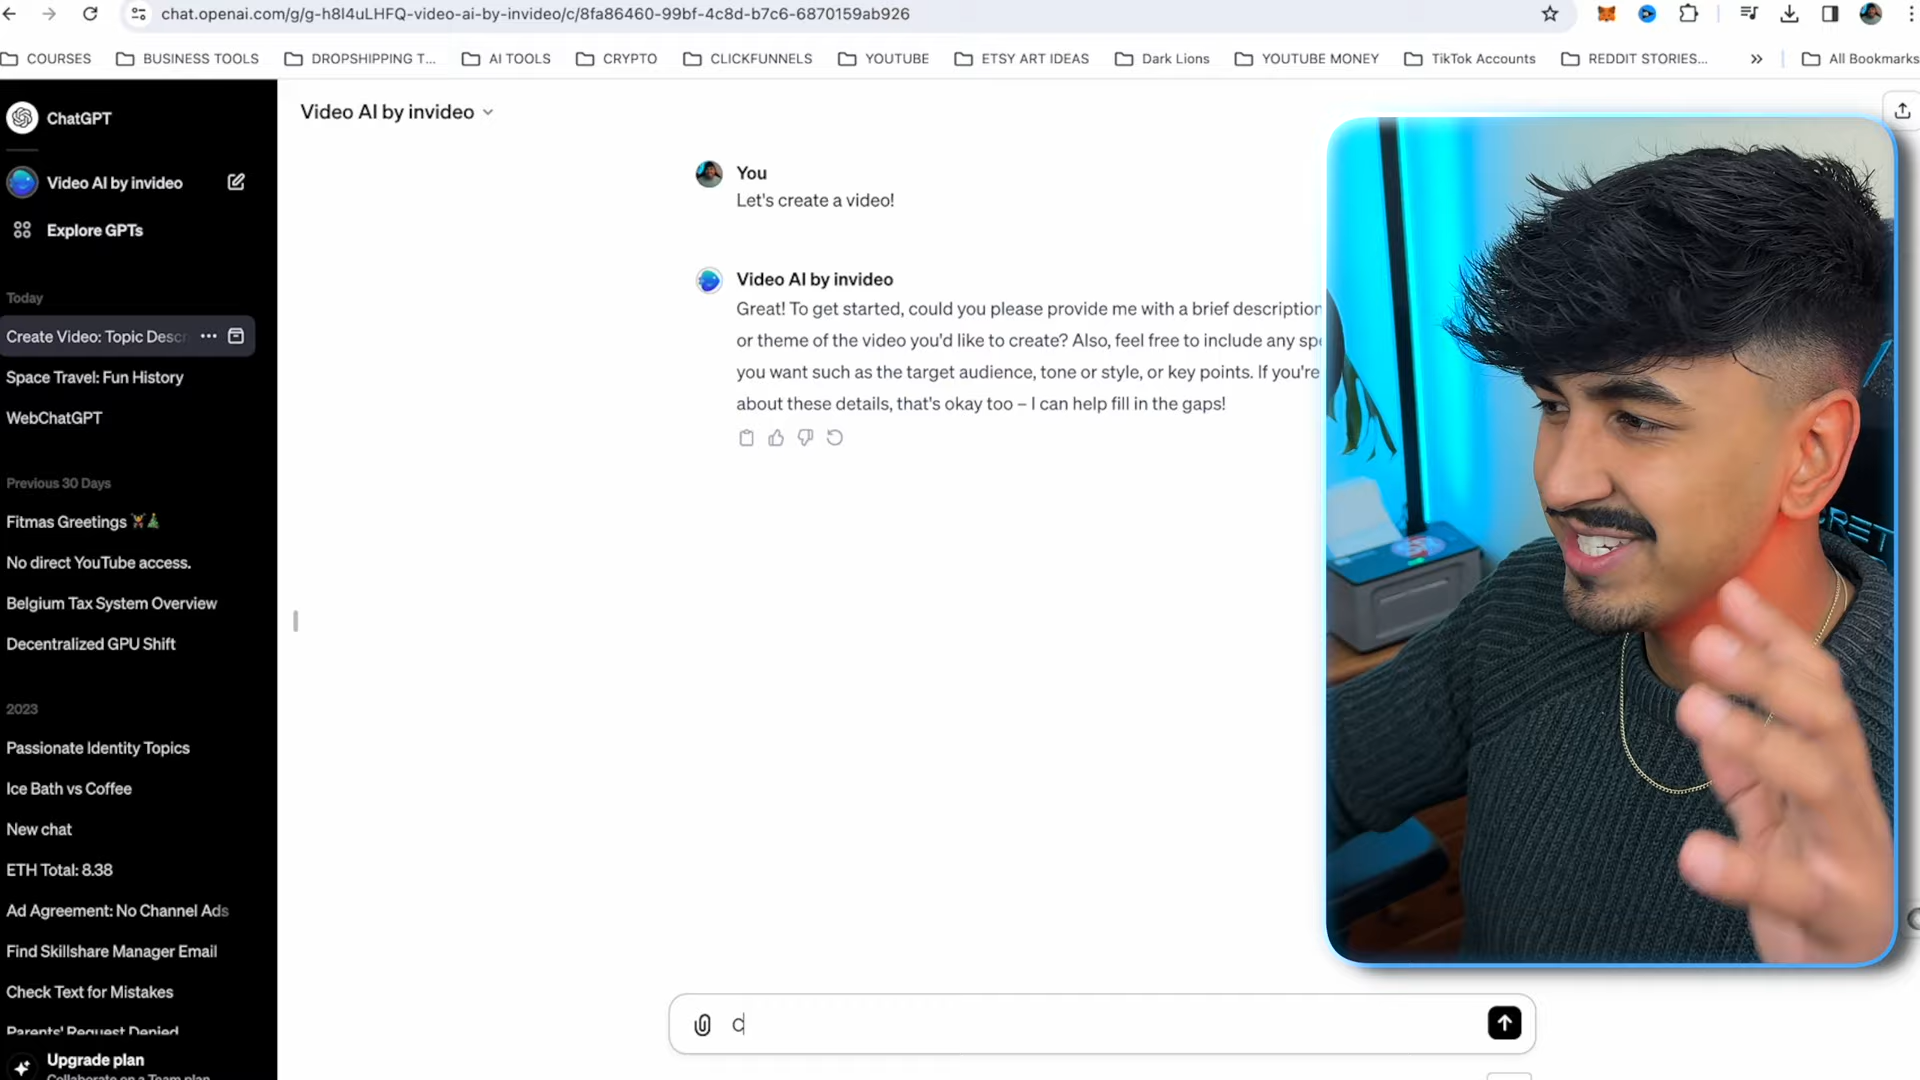 chat.openai.com/g/g-h8l4uLHFQ-video-ai-by-invideo/c/8fa86460-99bf-4c8d-b7c6-6870159ab926
COURSES BUSINESS TOOLS DROPSHIPPING T... AI TOOLS CRYPTO CLICKFUNNELS YOUTUBE ETSY ART IDEAS Dark Lions YOUTUBE MONEY TikTok Accounts REDDIT STORIES... » All Bookmarks
ChatGPT
Video AI by invideo
Explore GPTs
Today
Create Video: Topic Descr
Space Travel: Fun History
WebChatGPT
Previous 30 Days
Fitmas Greetings 🏋️🎄
No direct YouTube access.
Belgium Tax System Overview
Decentralized GPU Shift
2023
Passionate Identity Topics
Ice Bath vs Coffee
New chat
ETH Total: 8.38
Ad Agreement: No Channel Ads
Find Skillshare Manager Email
Check Text for Mistakes
Parents' Request Denied
Upgrade plan
Collaborate on a Team plan
Video AI by invideo
You
Let's create a video!
Video AI by invideo
Great! To get started, could you please provide me with a brief description
or theme of the video you'd like to create? Also, feel free to include any spe
you want such as the target audience, tone or style, or key points. If you're
about these details, that's okay too – I can help fill in the gaps!
C